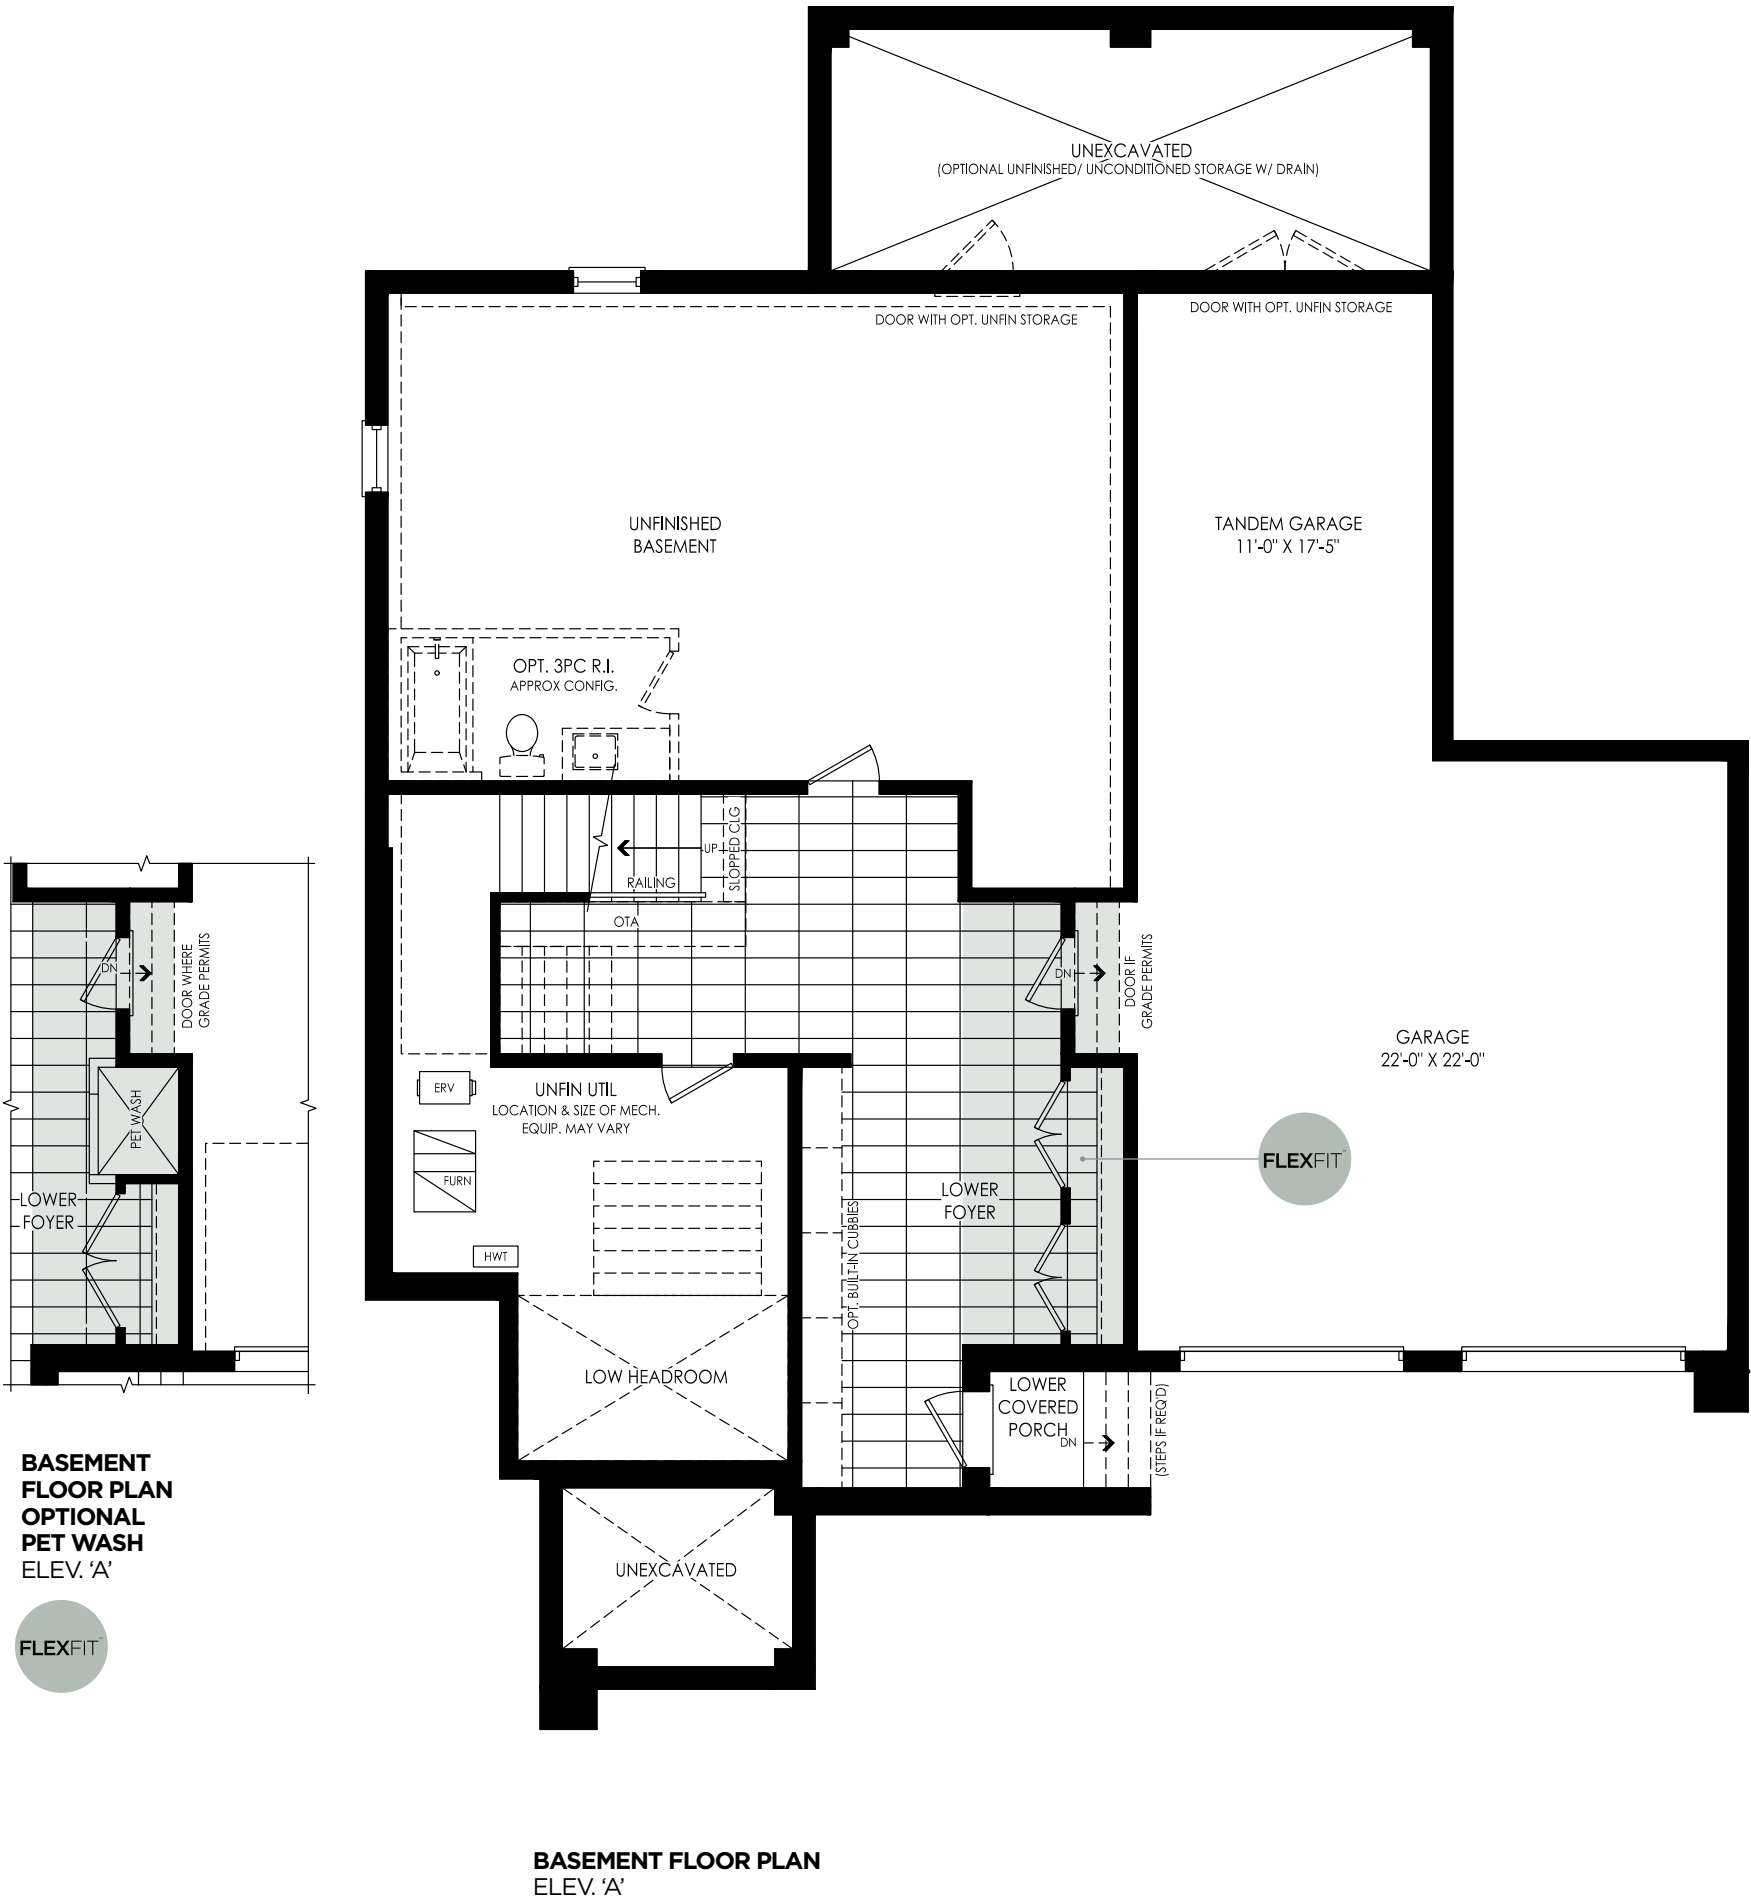 UNEXCAVATED
(OPTIONAL UNFINISHED/ UNCONDITIONED STORAGE W/ DRAIN)
DOOR WITH OPT. UNFIN STORAGE
DOOR WITH OPT. UNFIN STORAGE
UNFINISHED
BASEMENT
TANDEM GARAGE
11'-0" X 17'-5"
OPT. 3PC R.I.
APPROX CONFIG.
UP
SLOPPED CLG
RAILING
OTA
DN
DOOR IF
GRADE PERMITS
GARAGE
22'-0" X 22'-0"
ERV
UNFIN UTIL
LOCATION & SIZE OF MECH.
EQUIP. MAY VARY
FURN
HWT
OPT. BUILT-IN CUBBIES
LOWER
FOYER
FLEXFIT™
LOW HEADROOM
LOWER
COVERED
PORCH
DN
(STEPS IF REQ'D)
UNEXCAVATED
DN
DOOR WHERE
GRADE PERMITS
PET WASH
LOWER
FOYER
BASEMENT
FLOOR PLAN
OPTIONAL
PET WASH
ELEV. ‘A’
FLEXFIT™
BASEMENT FLOOR PLAN
ELEV. ‘A’